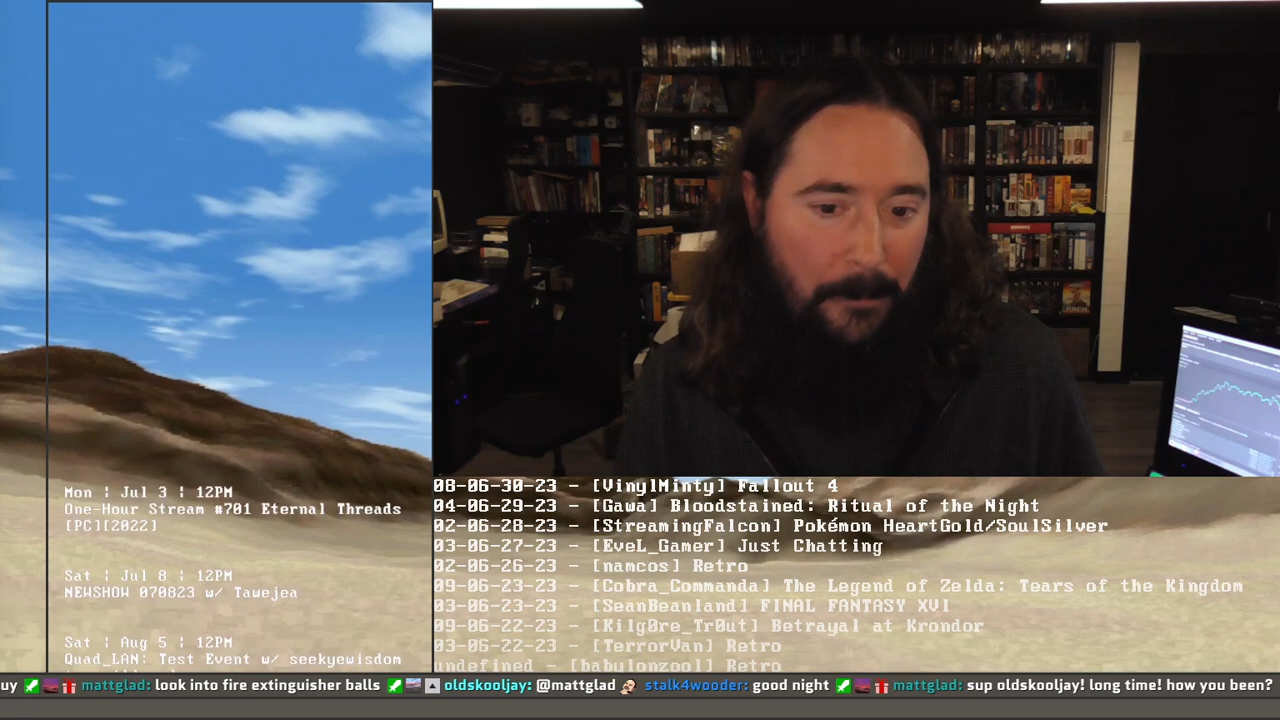 Mon ¦ Jul 3 ¦ 12PM
One-Hour Stream #701 Eternal Threads
[PC][2022]
Sat ¦ Jul 8 ¦ 12PM
NEWSHOW 070823 w/ Tawejea
Sat ¦ Aug 5 ¦ 12PM
Quad_LAN: Test Event w/ seekyewisdom
08-06-30-23 - [VinylMinty] Fallout 4
04-06-29-23 - [Gawa] Bloodstained: Ritual of the Night
02-06-28-23 - [StreamingFalcon] Pokémon HeartGold/SoulSilver
03-06-27-23 - [EveL_Gamer] Just Chatting
02-06-26-23 - [namcos] Retro
09-06-23-23 - [Cobra_Commanda] The Legend of Zelda: Tears of the Kingdom
03-06-23-23 - [SeanBeanland] FINAL FANTASY XVI
09-06-22-23 - [Kilg0re_Tr0ut] Betrayal at Krondor
03-06-22-23 - [TerrorVan] Retro
undefined - [babylonzoo1] Retro
uy mattglad: look into fire extinguisher balls oldskooljay: @mattglad stalk4wooder: good night mattglad: sup oldskooljay! long time! how you been?